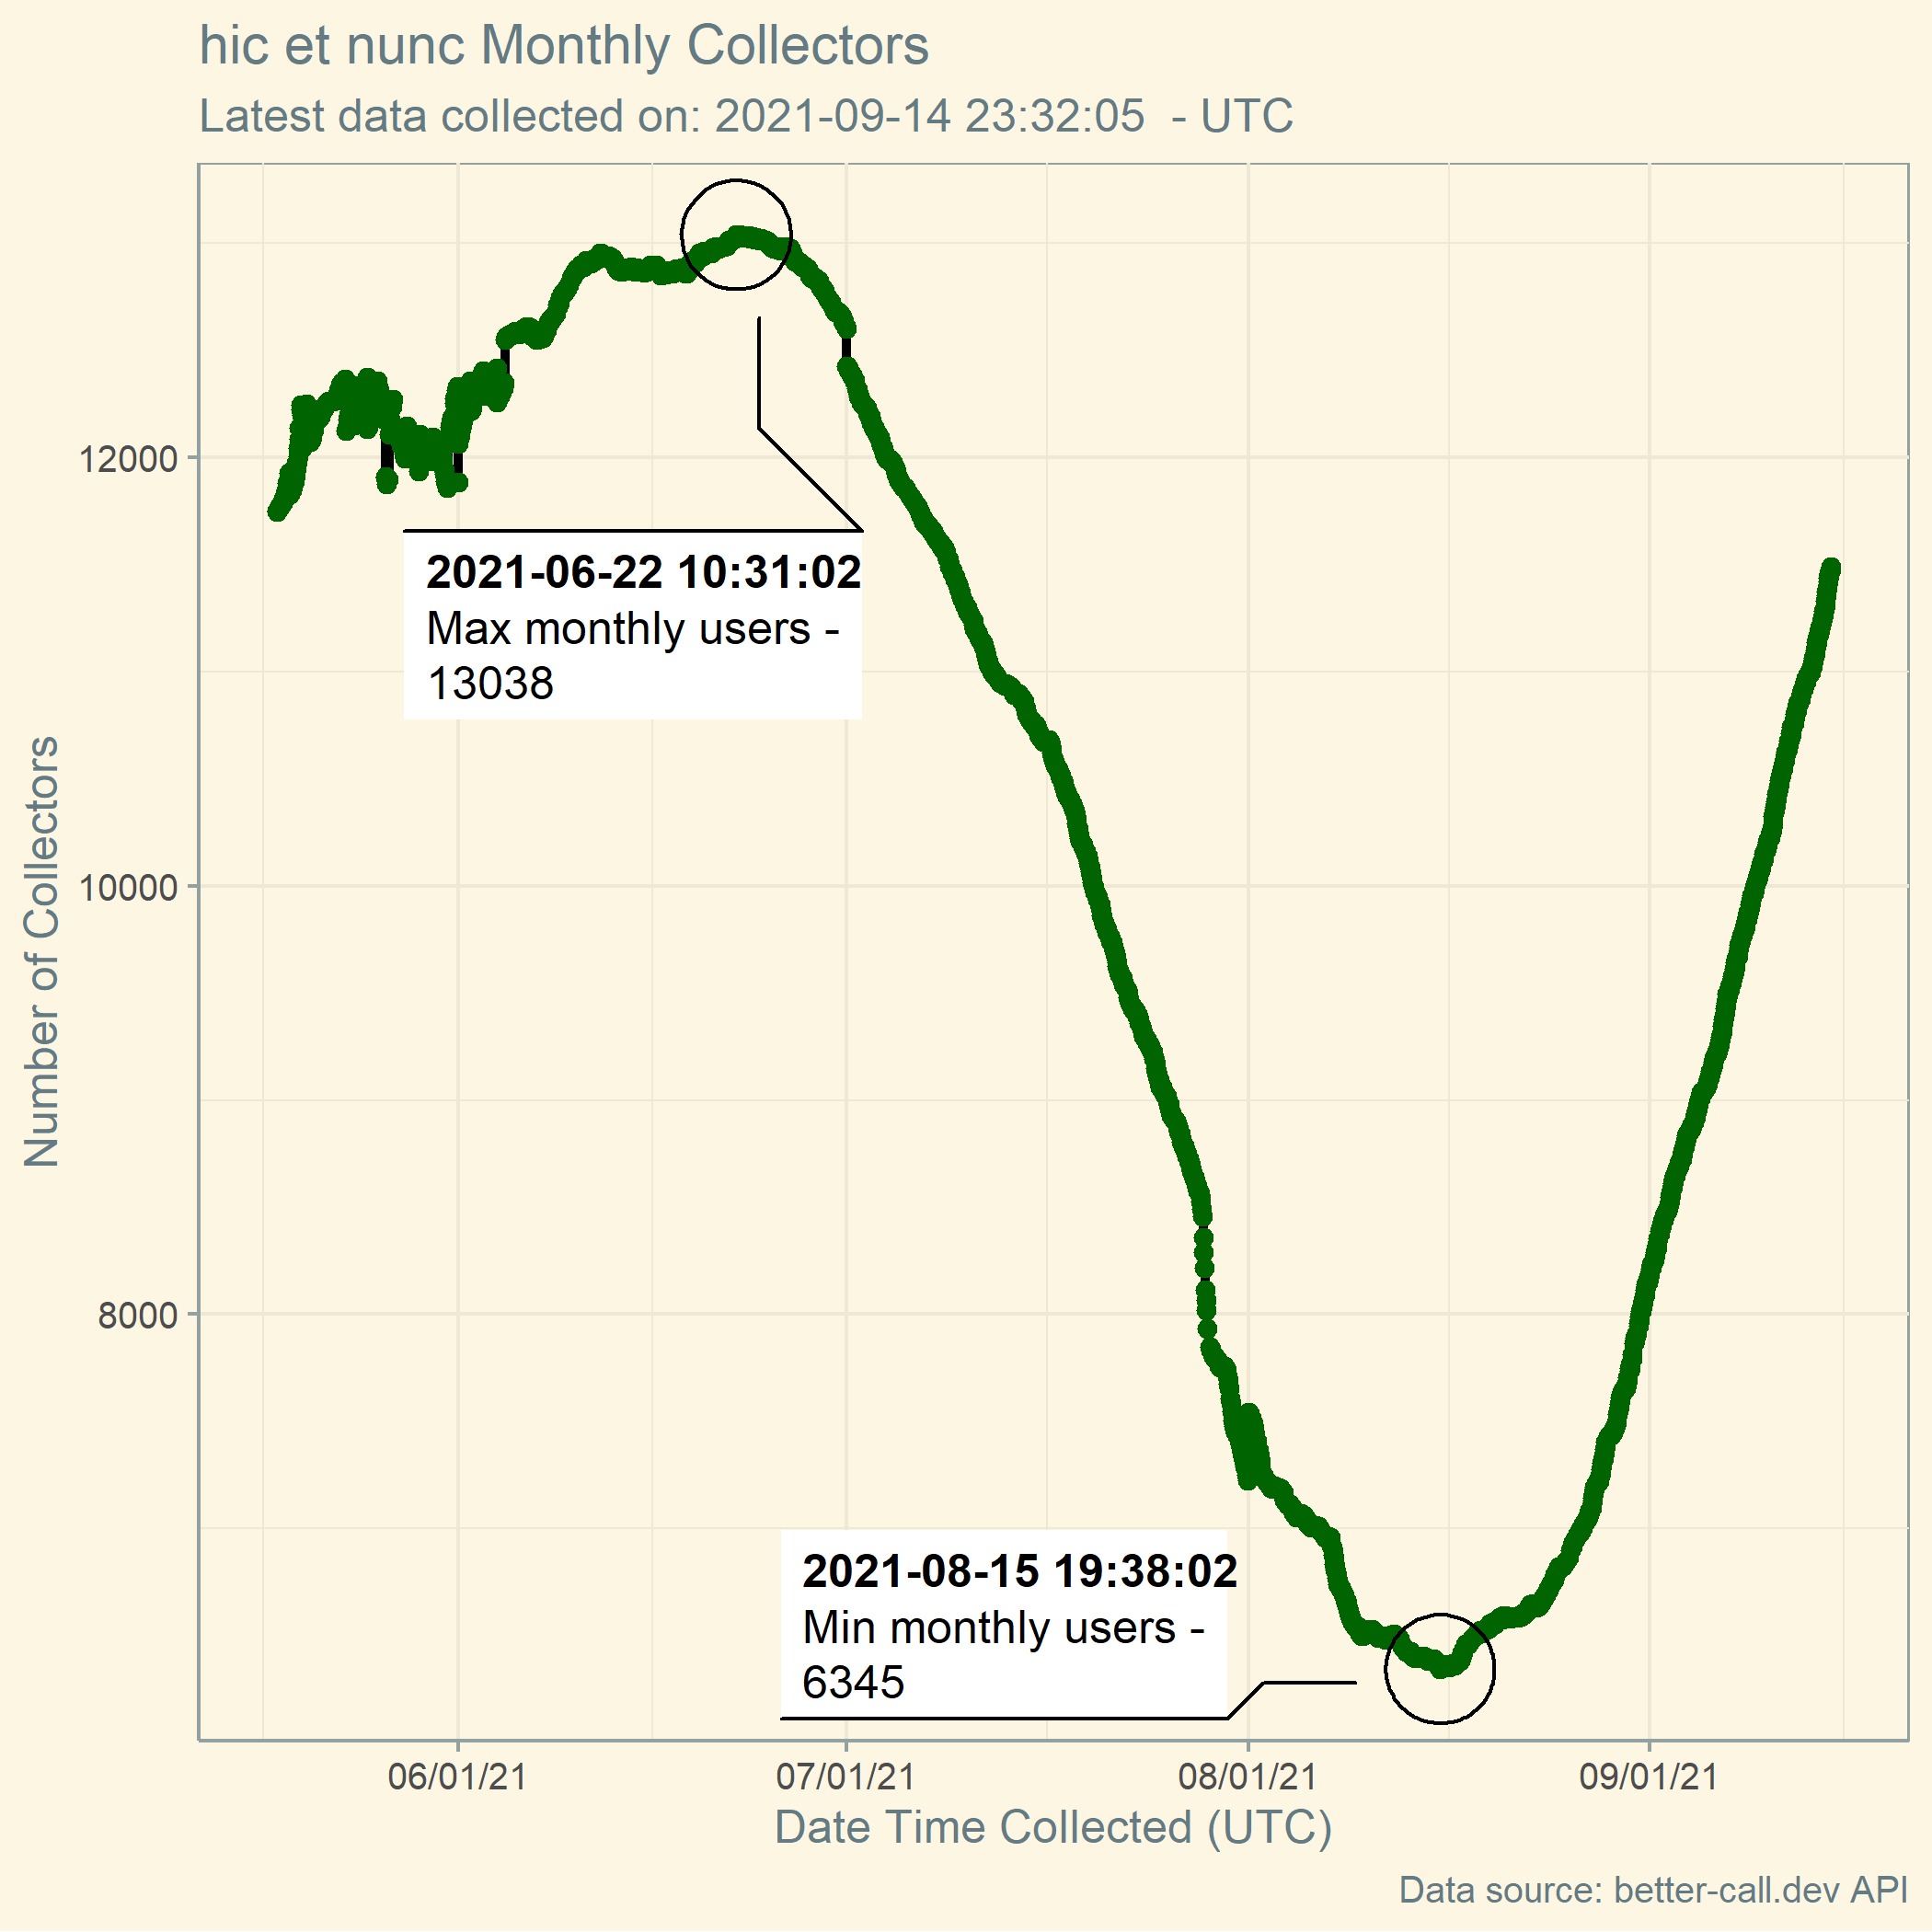 hic et nunc Monthly Collectors
Latest data collected on: 2021-09-14 23:32:05  - UTC
Number of Collectors
12000
10000
8000
2021-06-22 10:31:02
Max monthly users -
13038
2021-08-15 19:38:02
Min monthly users -
6345
06/01/21
07/01/21
08/01/21
09/01/21
Date Time Collected (UTC)
Data source: better-call.dev API